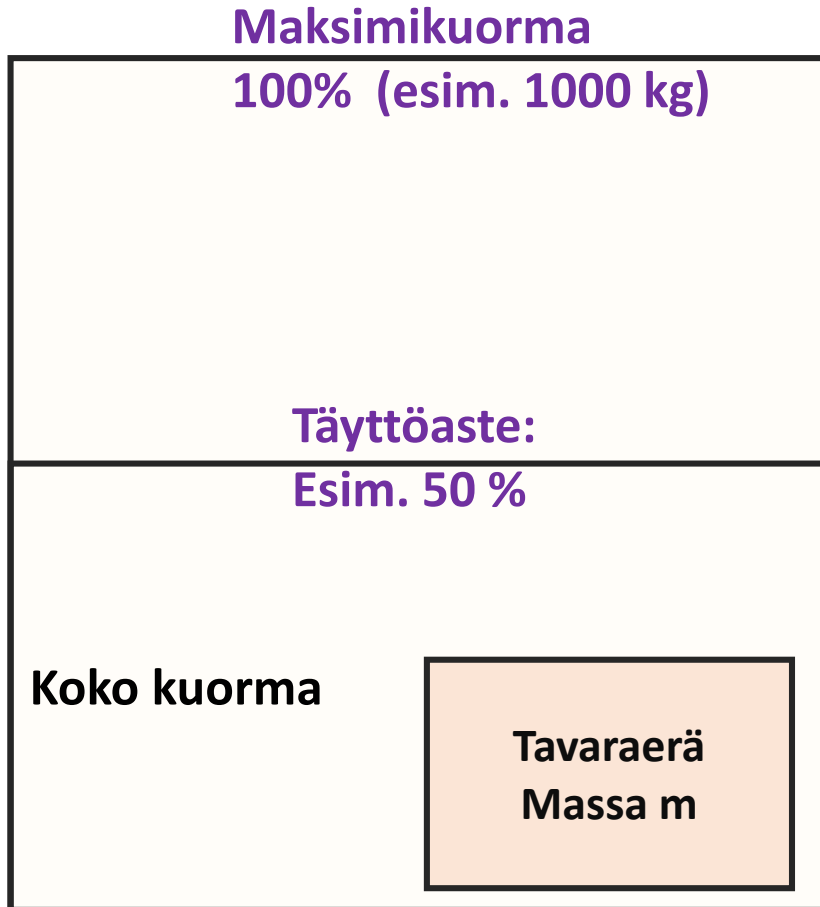 Maksimikuorma
100% (esim. 1000 kg)
Täyttöaste:
Esim. 50 %
Koko kuorma
Tavaraerä
Massa m